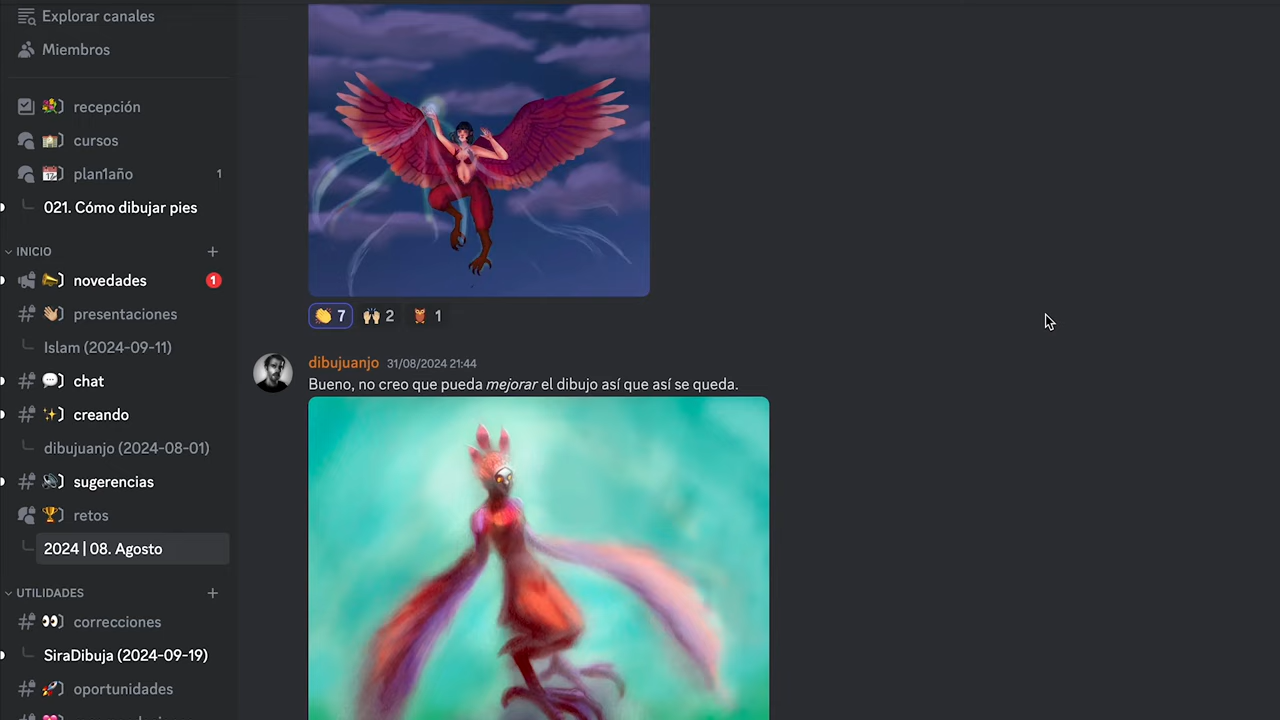 Explorar canales
Miembros
recepción
cursos
plan1año 1
021. Cómo dibujar pies
INICIO
novedades 1
presentaciones
Islam (2024-09-11)
chat
creando
dibujuanjo (2024-08-01)
sugerencias
retos
2024 | 08. Agosto
UTILIDADES
correcciones
SiraDibuja (2024-09-19)
oportunidades
7 2 1
dibujuanjo 31/08/2024 21:44
Bueno, no creo que pueda mejorar el dibujo así que así se queda.